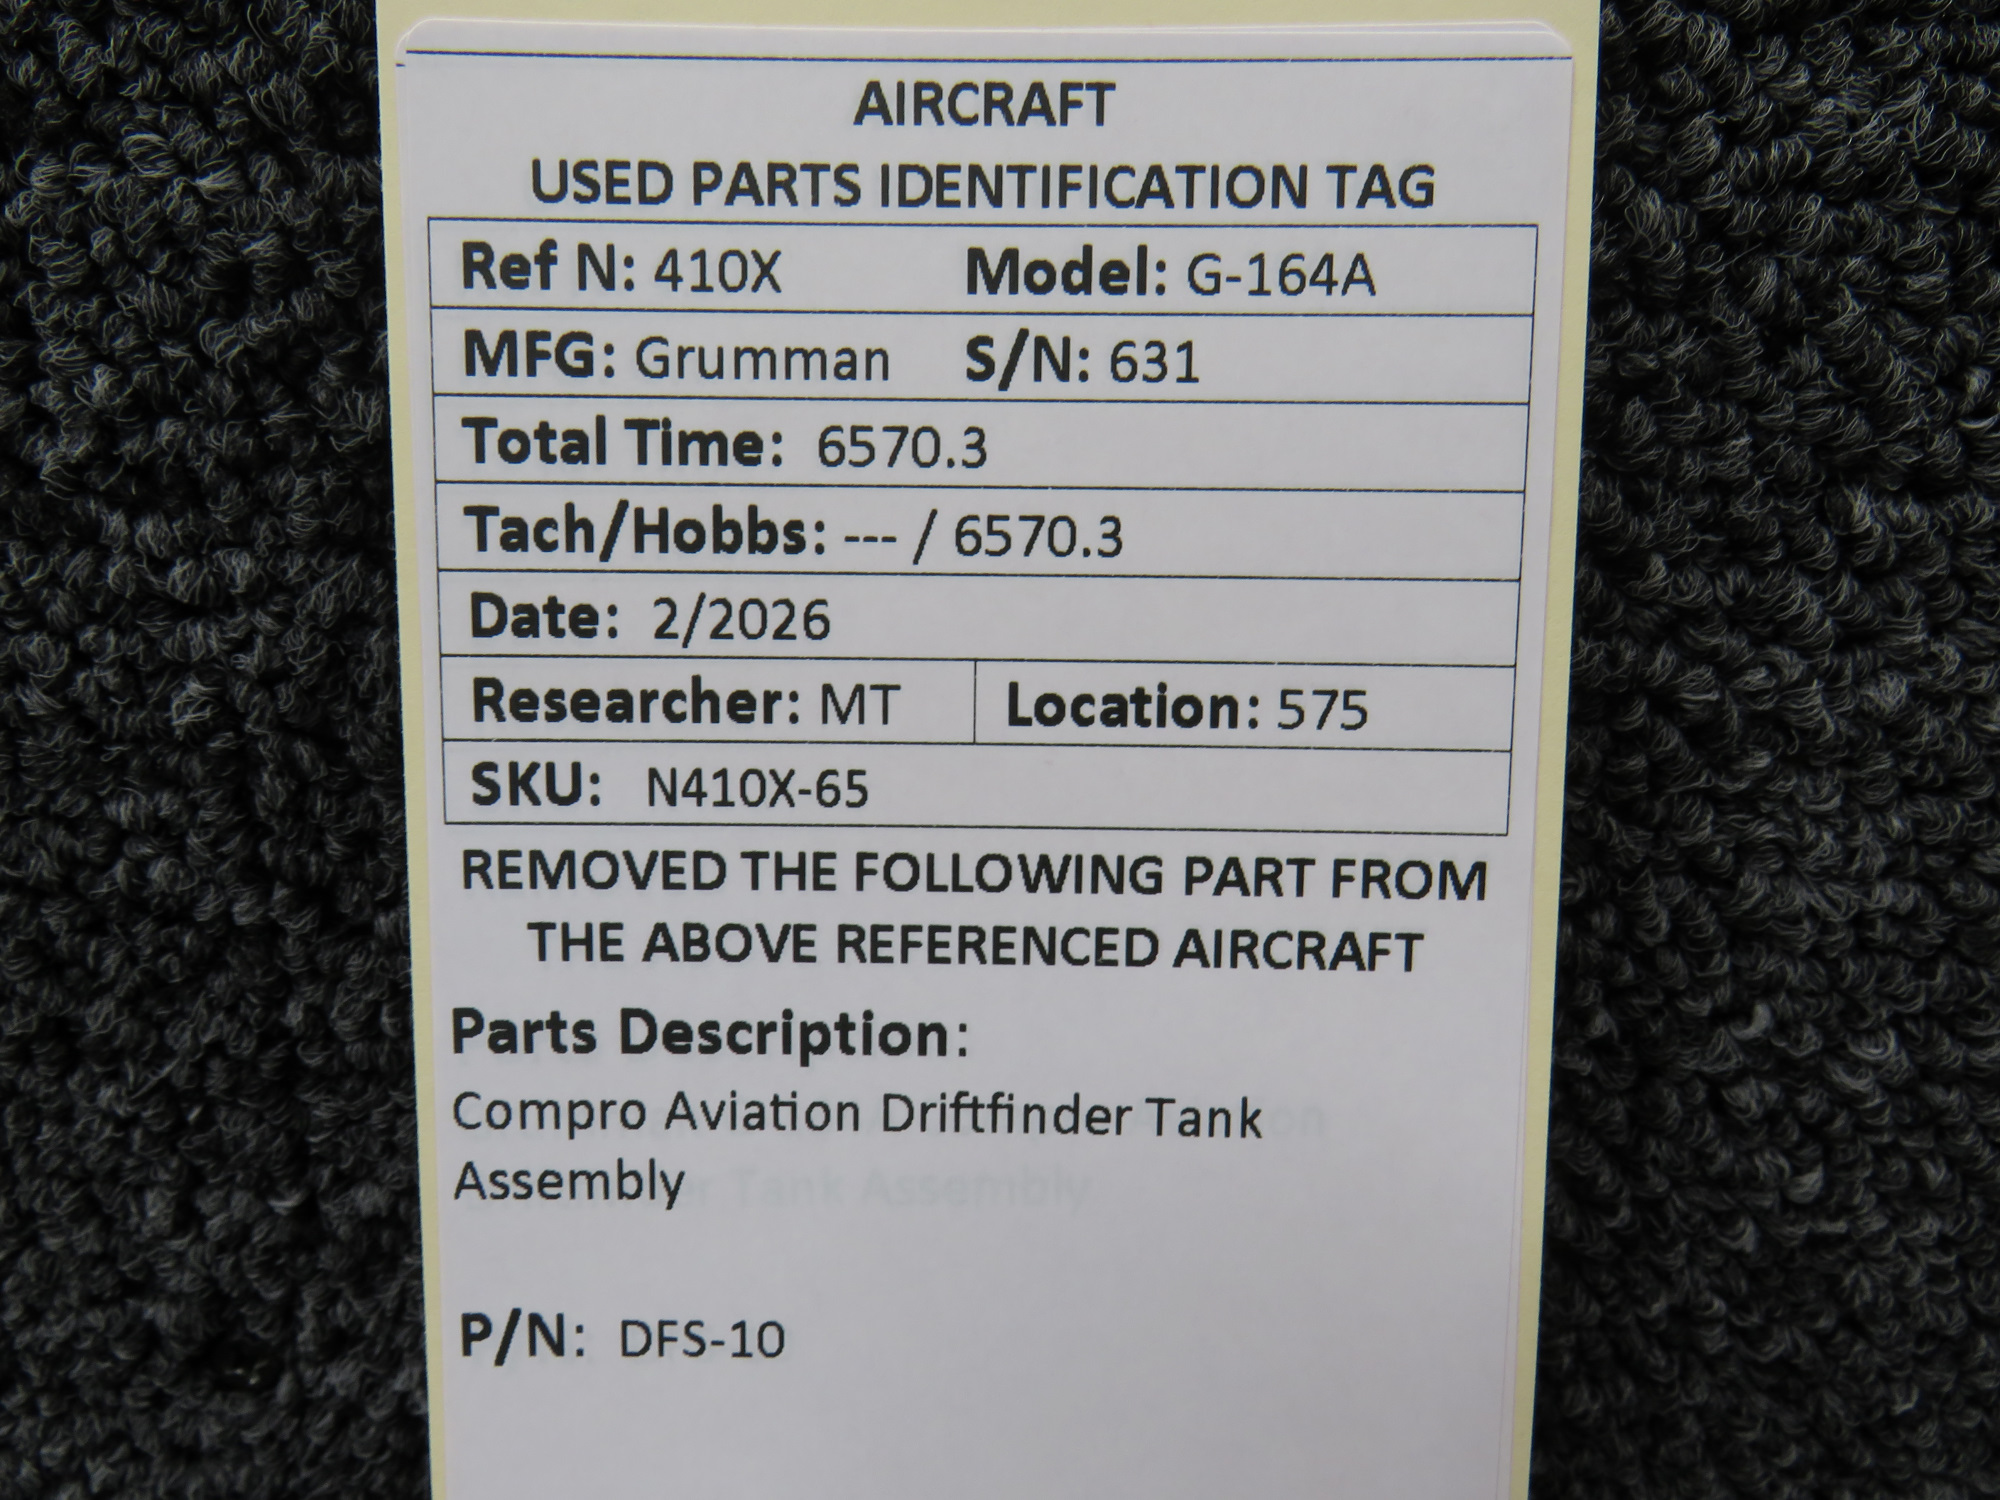 AIRCRAFT
USED PARTS IDENTIFICATION TAG
Ref N: 410X Model: G-164A
MFG: Grumman S/N: 631
Total Time: 6570.3
Tach/Hobbs: --- / 6570.3
Date: 2/2026
Researcher: MT Location: 575
SKU: N410X-65
REMOVED THE FOLLOWING PART FROM
THE ABOVE REFERENCED AIRCRAFT
Parts Description:
Compro Aviation Driftfinder Tank
Assembly
P/N: DFS-10